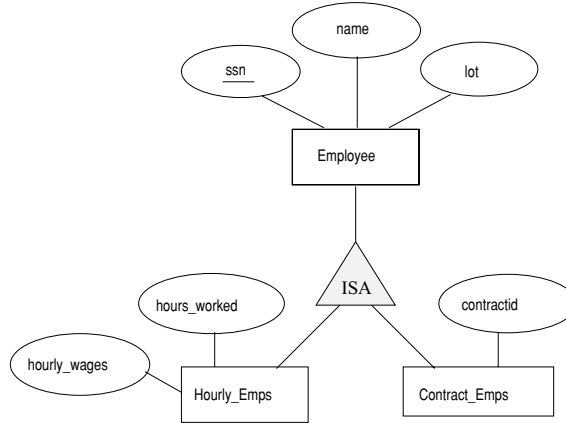 name
ssn
lot
Employee
ISA
hours_worked
contractid
hourly_wages
Hourly_Emps
Contract_Emps